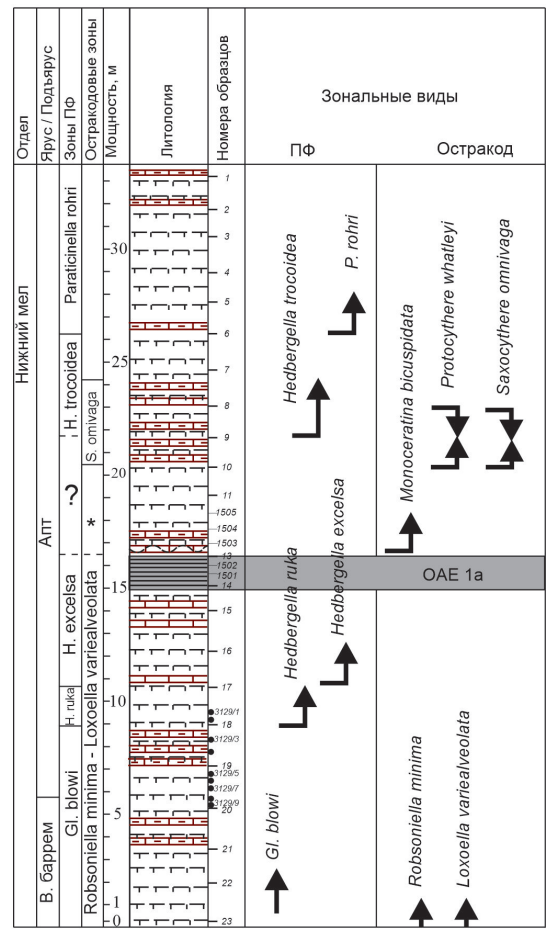 Отдел
Ярус / Подъярус
Зоны ПФ
Остракодовые зоны
Мощность, м
Литология
Номера образцов
Зональные виды
ПФ
Остракод
Нижний мел
Апт
В. баррем
Paraticinella rohri
H. trocoidea
?
H. excelsa
H. ruka
Gl. blowi
S. omivaga
*
Robsoniella minima - Loxoella variealveolata
30
25
20
15
10
5
1
0
1
2
3
4
5
6
7
8
9
10
11
1505
1504
1503
13
1502
1501
14
15
16
17
3129/1
18
3129/3
19
3129/5
3129/7
3129/9
20
21
22
23
Gl. blowi
Hedbergella ruka
Hedbergella excelsa
Hedbergella trocoidea
P. rohri
Monoceratina bicuspidata
Protocythere whatleyi
Saxocythere omnivaga
OAE 1a
Robsoniella minima
Loxoella variealveolata